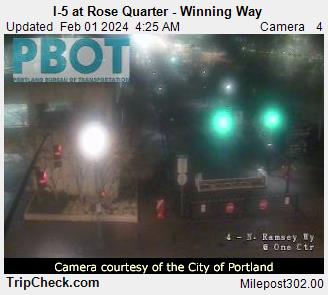 I-5 at Rose Quarter - Winning Way
Updated Feb 01 2024 4:25 AM Camera 4
PBOT
PORTLAND BUREAU OF TRANSPORTATION
4 - N. Ramsey Wy
@ One Ctr
Camera courtesy of the City of Portland
TripCheck.com Milepost302.00